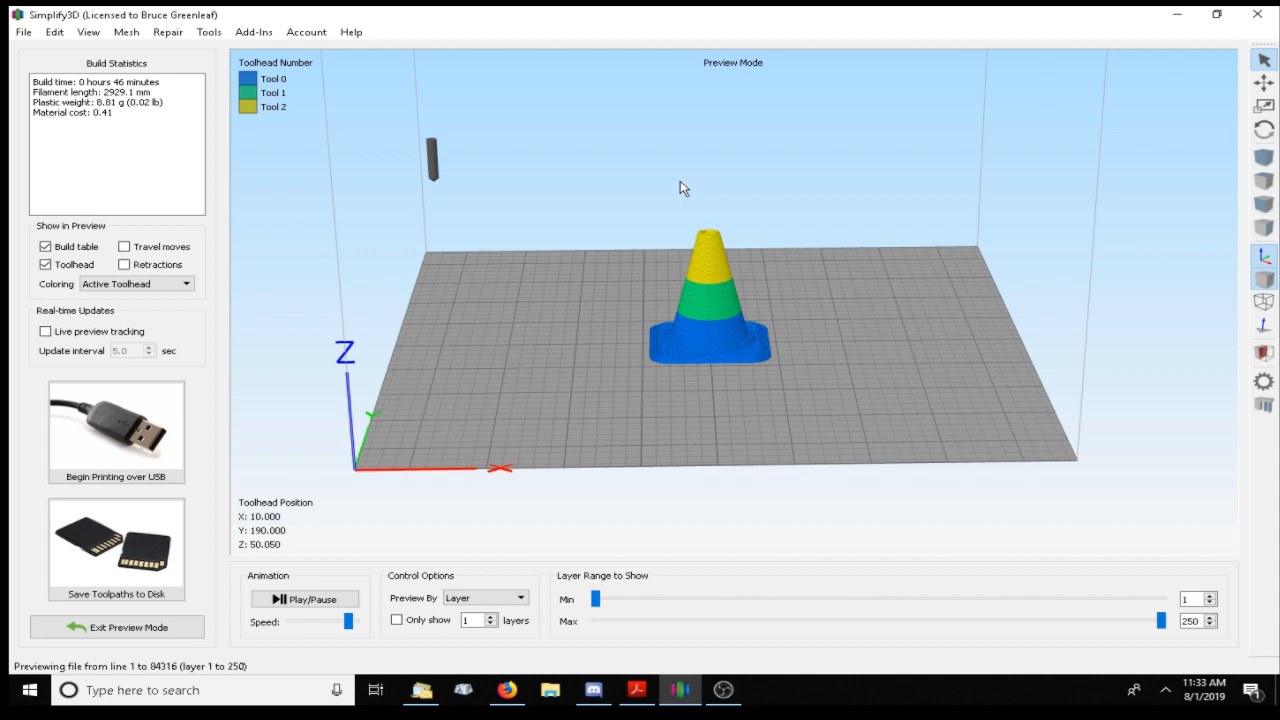 Simplify3D (Licensed to Bruce Greenleaf)
File Edit View Mesh Repair Tools Add-Ins Account Help
Build Statistics
Build time: 0 hours 46 minutes
Filament length: 2929.1 mm
Plastic weight: 8.81 g (0.02 lb)
Material cost: 0.41
Show in Preview
Build table Travel moves
Toolhead Retractions
Coloring Active Toolhead
Real-time Updates
Live preview tracking
Update interval 5.0 sec
Begin Printing over USB
Save Toolpaths to Disk
Exit Preview Mode
Toolhead Number
Tool 0
Tool 1
Tool 2
Preview Mode
Z
X
Toolhead Position
X: 10.000
Y: 190.000
Z: 50.050
Animation
Play/Pause
Speed:
Control Options
Preview By Layer
Only show 1 layers
Layer Range to Show
Min 1
Max 250
Previewing file from line 1 to 84316 (layer 1 to 250)
Type here to search
11:33 AM
8/1/2019
1